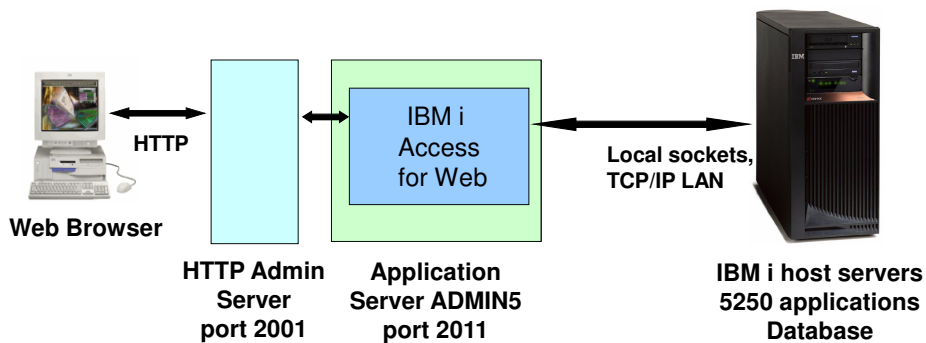 HTTP
IBM i
Access
for Web
Local sockets,
TCP/IP LAN
IBM
Web Browser
HTTP Admin
Server
port 2001
Application
Server ADMIN5
port 2011
IBM i host servers
5250 applications
Database